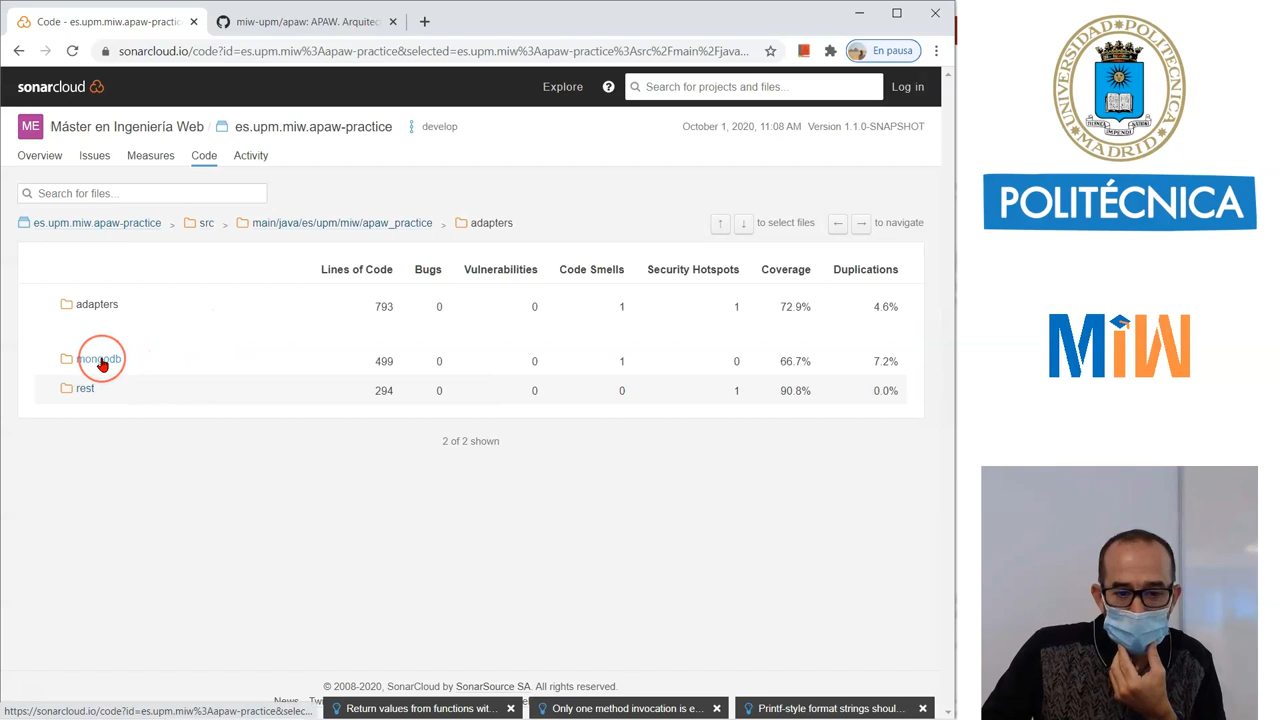 Code - es.upm.miw.apaw-practic
miw-upm/apaw: APAW. Arquitect
sonarcloud.io/code?id=es.upm.miw%3Aapaw-practice&selected=es.upm.miw%3Aapaw-practice%3Asrc%2Fmain%2Fjava...
En pausa
sonarcloud
Explore
Search for projects and files...
Log in
ME Máster en Ingeniería Web / es.upm.miw.apaw-practice develop
October 1, 2020, 11:08 AM Version 1.1.0-SNAPSHOT
Overview Issues Measures Code Activity
Search for files...
es.upm.miw.apaw-practice > src > main/java/es/upm/miw/apaw_practice > adapters
↑ ↓ to select files ← → to navigate
Lines of Code Bugs Vulnerabilities Code Smells Security Hotspots Coverage Duplications
adapters 793 0 0 1 1 72.9% 4.6%
mongodb 499 0 0 1 0 66.7% 7.2%
rest 294 0 0 0 1 90.8% 0.0%
2 of 2 shown
© 2008-2020, SonarCloud by SonarSource SA. All rights reserved.
News
https://sonarcloud.io/code?id=es.upm.miw%3Aapaw-practice&selec...
Return values from functions wit...
Only one method invocation is e...
Printf-style format strings shoul...
UNIVERSIDAD POLITÉCNICA
MADRID
POLITÉCNICA
MiW